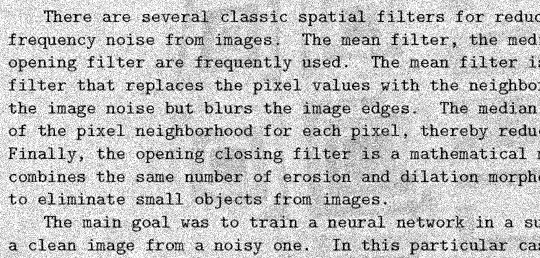 There are several classic spatial filters for reduc
frequency noise from images. The mean filter, the medi
opening filter are frequently used. The mean filter is
filter that replaces the pixel values with the neighbor
the image noise but blurs the image edges. The median
of the pixel neighborhood for each pixel, thereby reduc
Finally, the opening closing filter is a mathematical m
combines the same number of erosion and dilation morpho
to eliminate small objects from images.
The main goal was to train a neural network in a su
a clean image from a noisy one. In this particular cas